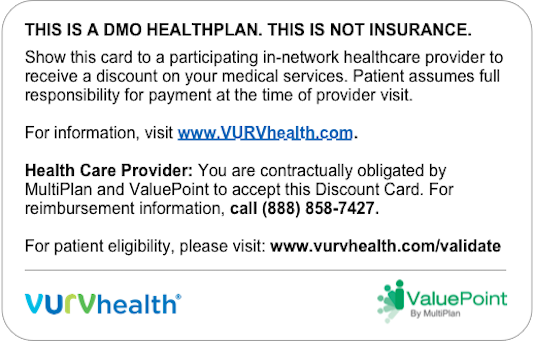 THIS IS A DMO HEALTHPLAN. THIS IS NOT INSURANCE.
Show this card to a participating in-network healthcare provider to
receive a discount on your medical services. Patient assumes full
responsibility for payment at the time of provider visit.
For information, visit www.VURVhealth.com.
Health Care Provider: You are contractually obligated by
MultiPlan and ValuePoint to accept this Discount Card. For
reimbursement information, call (888) 858-7427.
For patient eligibility, please visit: www.vurvhealth.com/validate
vurvhealth®
ValuePoint
By MultiPlan